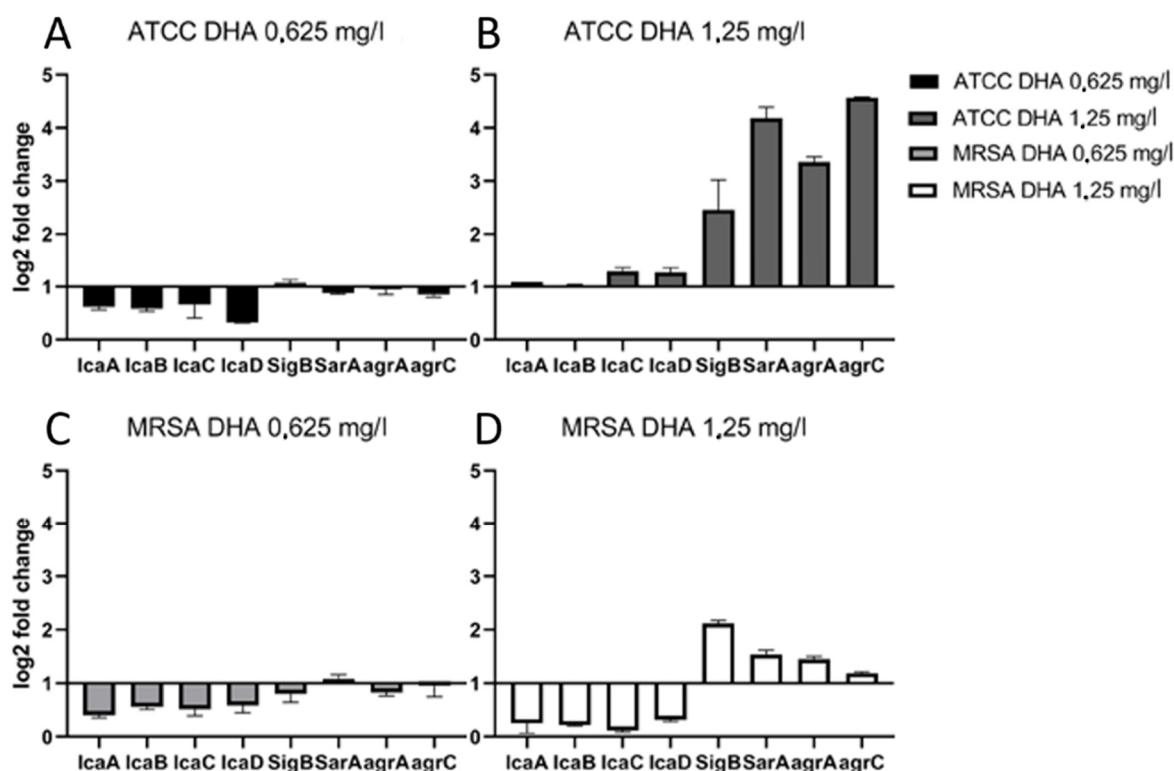 A ATCC DHA 0.625 mg/l
B ATCC DHA 1.25 mg/l
ATCC DHA 0.625 mg/l
ATCC DHA 1.25 mg/l
MRSA DHA 0.625 mg/l
MRSA DHA 1.25 mg/l
log2 fold change
5
4
3
2
1
0
IcaA IcaB IcaC IcaD SigB SarA agrA agrC
5
4
3
2
1
0
IcaA IcaB IcaC IcaD SigB SarA agrA agrC
C MRSA DHA 0.625 mg/l
D MRSA DHA 1.25 mg/l
log2 fold change
5
4
3
2
1
0
IcaA IcaB IcaC IcaD SigB SarA agrA agrC
5
4
3
2
1
0
IcaA IcaB IcaC IcaD SigB SarA agrA agrC